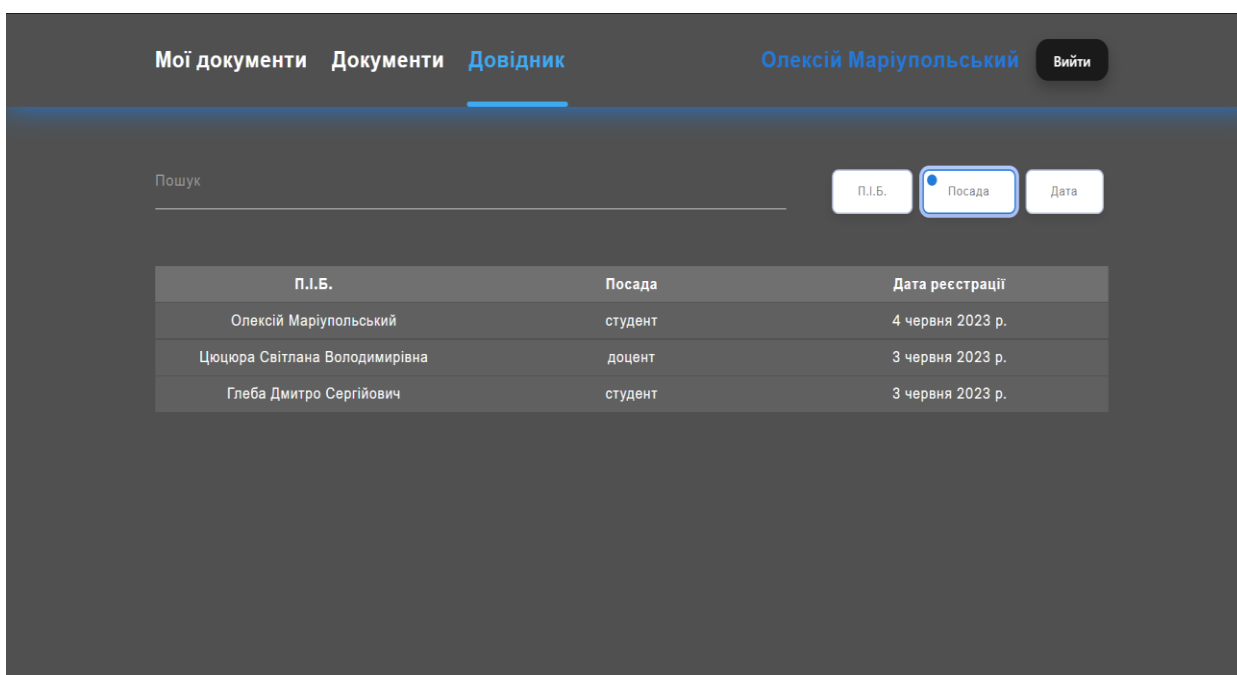 Мої документи Документи Довідник Олексій Маріупольський Вийти
Пошук П.І.Б. Посада Дата
П.І.Б. Посада Дата реєстрації
Олексій Маріупольський студент 4 червня 2023 р.
Цюцюра Світлана Володимирівна доцент 3 червня 2023 р.
Глеба Дмитро Сергійович студент 3 червня 2023 р.